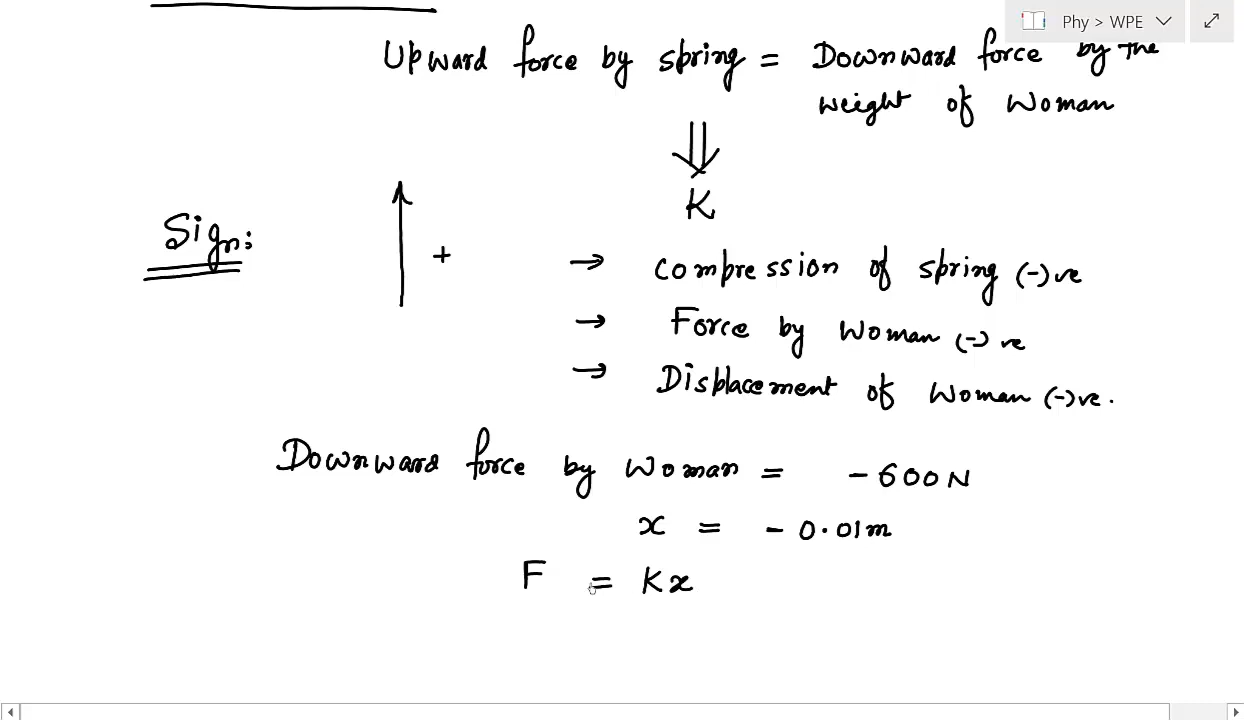 Phy > WPE
Upward force by spring = Downward force by the
weight of Woman
K
Sign:
+
→ Compression of spring (-)ve
→ Force by Woman (-)ve
→ Displacement of Woman (-)ve.
Downward force by Woman = - 600N
x = - 0.01m
F = Kx